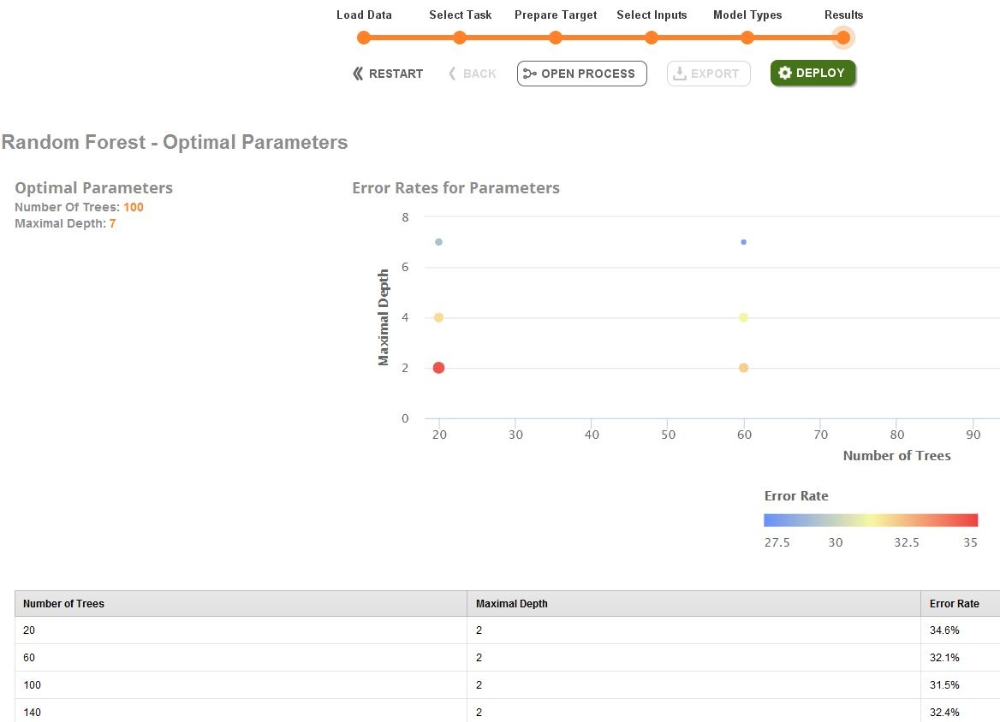 Load Data Select Task Prepare Target Select Inputs Model Types Results
RESTART BACK OPEN PROCESS EXPORT DEPLOY
Random Forest - Optimal Parameters
Optimal Parameters
Number Of Trees: 100
Maximal Depth: 7
Error Rates for Parameters
Maximal Depth
8
6
4
2
0
20 30 40 50 60 70 80 90
Number of Trees
Error Rate
27.5 30 32.5 35
Number of Trees Maximal Depth Error Rate
20 2 34.6%
60 2 32.1%
100 2 31.5%
140 2 32.4%